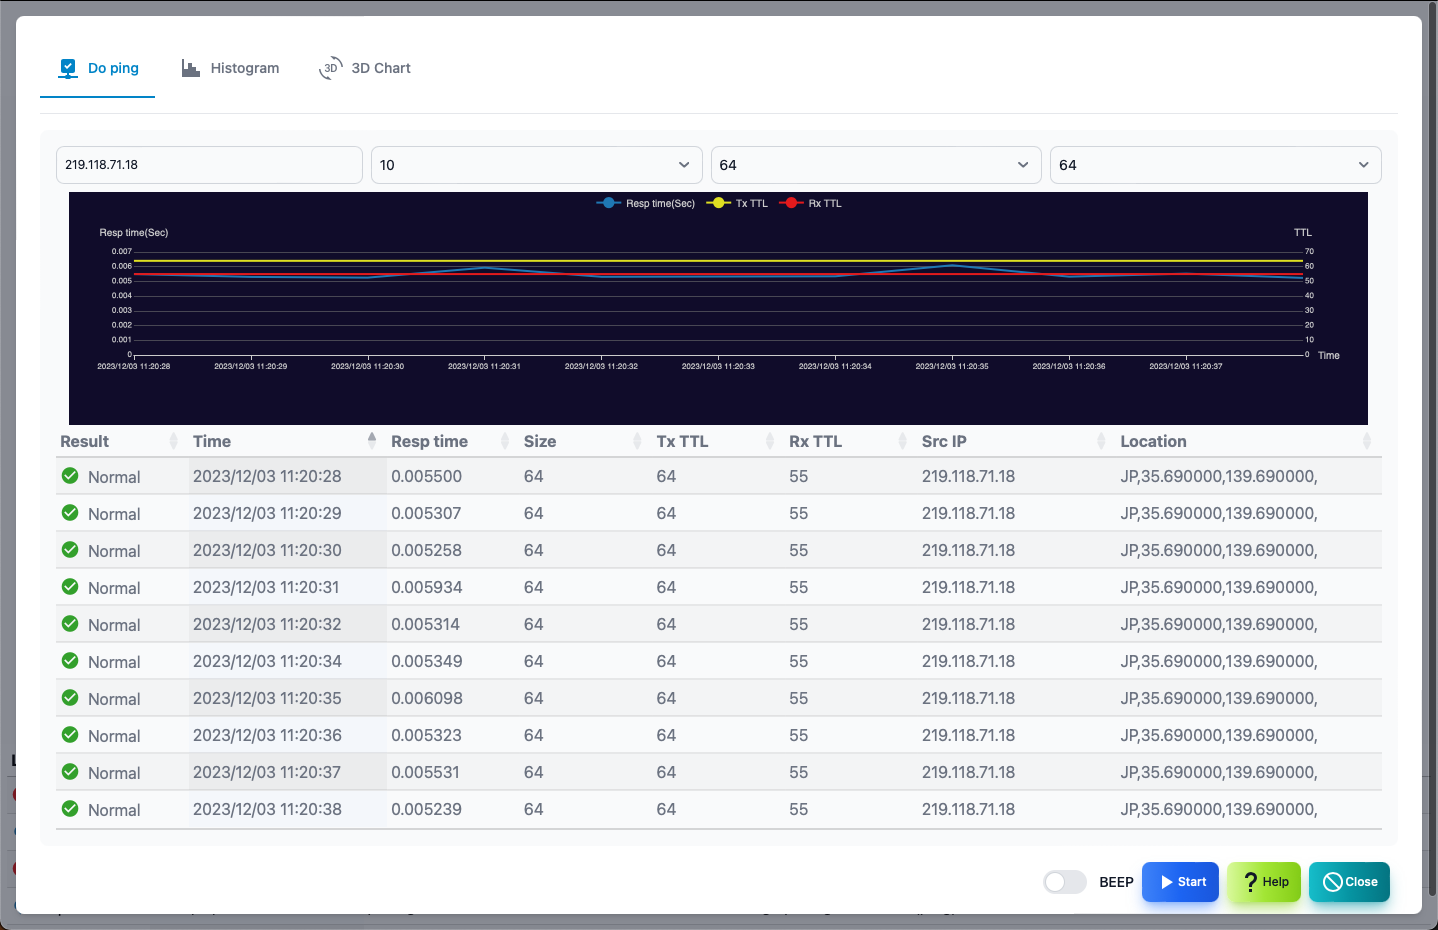 Do ping Histogram 3D 3D Chart
219.118.71.18 10 64 64
Resp time(Sec) Tx TTL Rx TTL
Resp time(Sec) TTL
0.007 70
0.006 60
0.005 50
0.004 40
0.003 30
0.002 20
0.001 10
0 0 Time
2023/12/03 11:20:28 2023/12/03 11:20:29 2023/12/03 11:20:30 2023/12/03 11:20:31 2023/12/03 11:20:32 2023/12/03 11:20:33 2023/12/03 11:20:34 2023/12/03 11:20:35 2023/12/03 11:20:36 2023/12/03 11:20:37
Result Time Resp time Size Tx TTL Rx TTL Src IP Location
Normal 2023/12/03 11:20:28 0.005500 64 64 55 219.118.71.18 JP,35.690000,139.690000,
Normal 2023/12/03 11:20:29 0.005307 64 64 55 219.118.71.18 JP,35.690000,139.690000,
Normal 2023/12/03 11:20:30 0.005258 64 64 55 219.118.71.18 JP,35.690000,139.690000,
Normal 2023/12/03 11:20:31 0.005934 64 64 55 219.118.71.18 JP,35.690000,139.690000,
Normal 2023/12/03 11:20:32 0.005314 64 64 55 219.118.71.18 JP,35.690000,139.690000,
Normal 2023/12/03 11:20:34 0.005349 64 64 55 219.118.71.18 JP,35.690000,139.690000,
Normal 2023/12/03 11:20:35 0.006098 64 64 55 219.118.71.18 JP,35.690000,139.690000,
Normal 2023/12/03 11:20:36 0.005323 64 64 55 219.118.71.18 JP,35.690000,139.690000,
Normal 2023/12/03 11:20:37 0.005531 64 64 55 219.118.71.18 JP,35.690000,139.690000,
Normal 2023/12/03 11:20:38 0.005239 64 64 55 219.118.71.18 JP,35.690000,139.690000,
BEEP Start ? Help Close